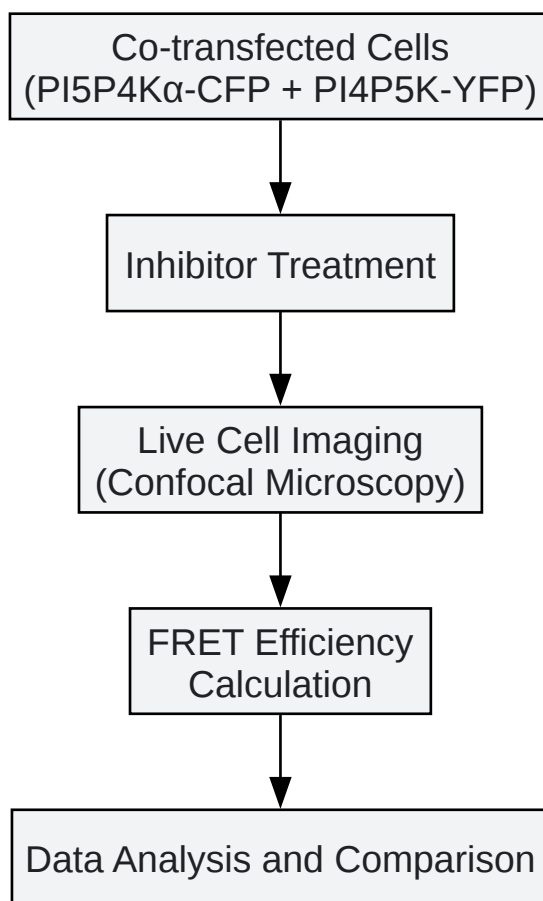 Co-transfected Cells
(PI5P4Kα-CFP + PI4P5K-YFP)
Inhibitor Treatment
Live Cell Imaging
(Confocal Microscopy)
FRET Efficiency
Calculation
Data Analysis and Comparison